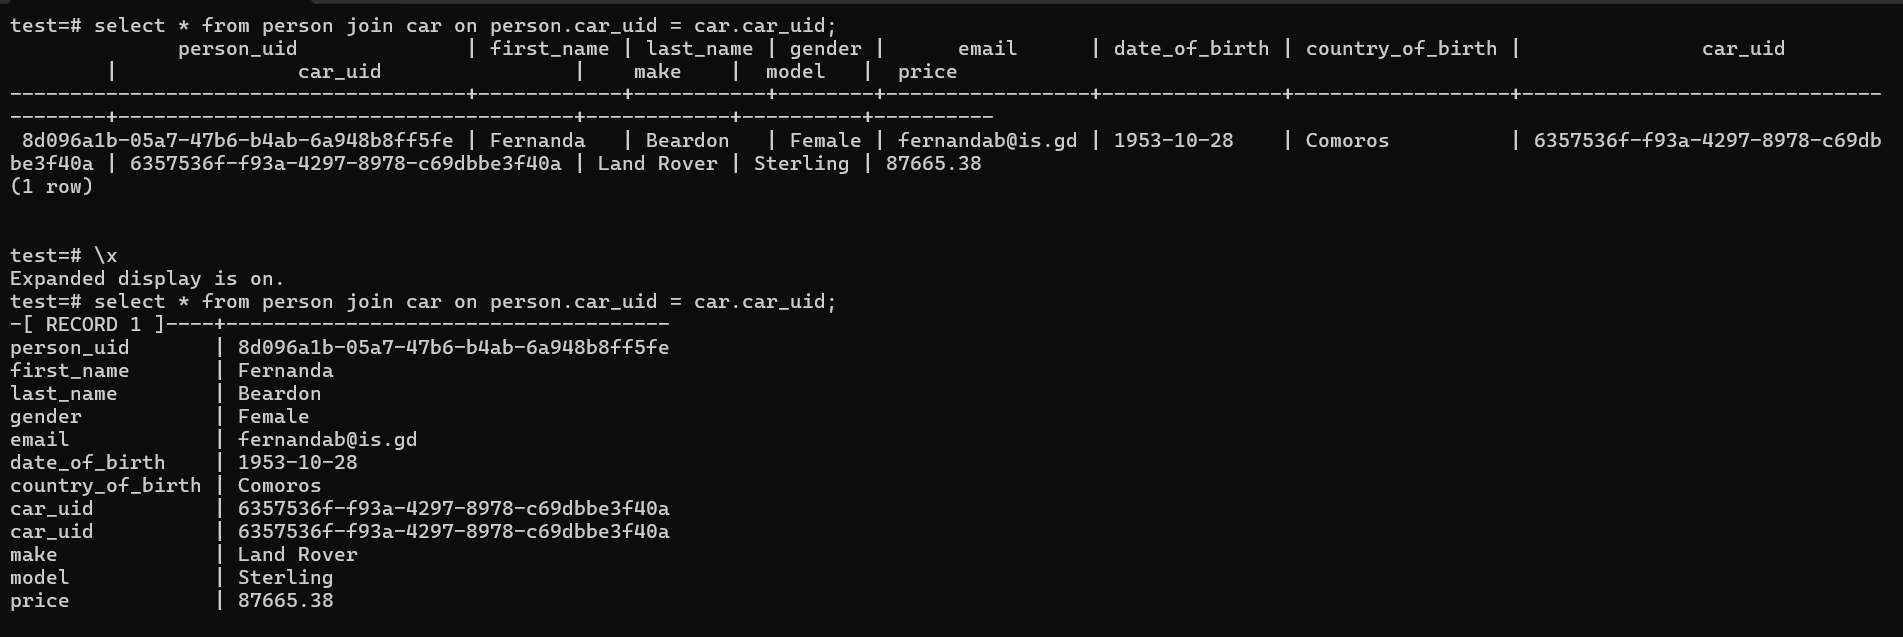 test=# select * from person join car on person.car_uid = car.car_uid;
              person_uid              | first_name | last_name | gender |      email      | date_of_birth | country_of_birth |               car_uid
        |               car_uid                |    make    |  model   |  price
--------------------------------------+------------+-----------+--------+-----------------+---------------+------------------+------------------------------
--------+--------------------------------------+------------+----------+----------
 8d096a1b-05a7-47b6-b4ab-6a948b8ff5fe | Fernanda   | Beardon   | Female | fernandab@is.gd | 1953-10-28    | Comoros          | 6357536f-f93a-4297-8978-c69db
be3f40a | 6357536f-f93a-4297-8978-c69dbbe3f40a | Land Rover | Sterling | 87665.38
(1 row)
test=# \x
Expanded display is on.
test=# select * from person join car on person.car_uid = car.car_uid;
-[ RECORD 1 ]----+-------------------------------------
person_uid       | 8d096a1b-05a7-47b6-b4ab-6a948b8ff5fe
first_name       | Fernanda
last_name        | Beardon
gender           | Female
email            | fernandab@is.gd
date_of_birth    | 1953-10-28
country_of_birth | Comoros
car_uid          | 6357536f-f93a-4297-8978-c69dbbe3f40a
car_uid          | 6357536f-f93a-4297-8978-c69dbbe3f40a
make             | Land Rover
model            | Sterling
price            | 87665.38